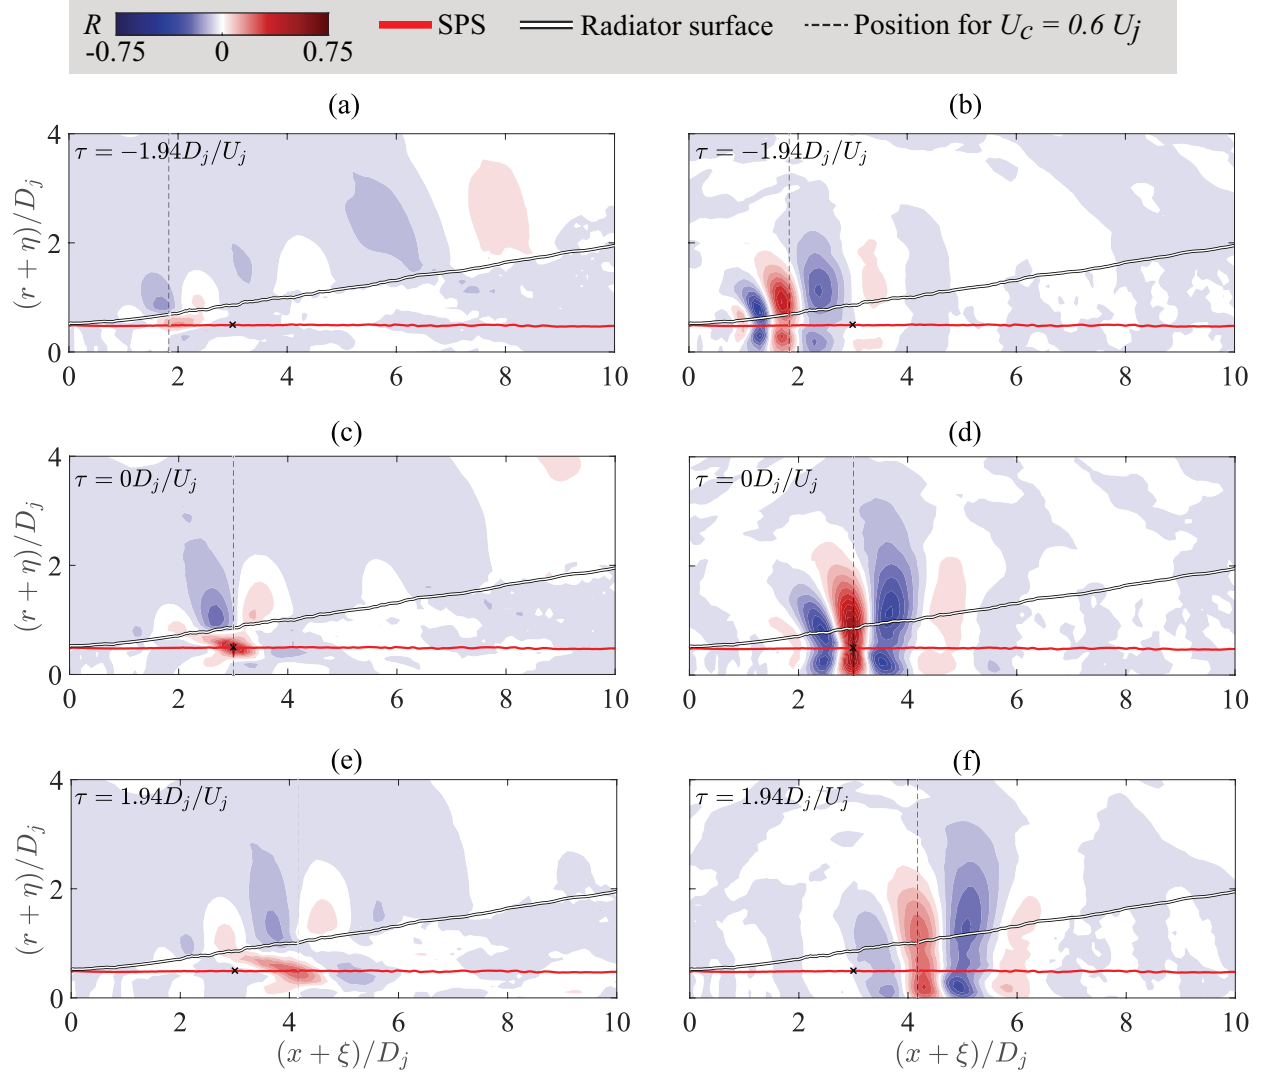 R -0.75 0 0.75 SPS Radiator surface Position for U_c = 0.6 U_j
(a) (b)
τ = −1.94D_j/U_j τ = −1.94D_j/U_j
(r + η)/D_j
4
2
0
0 2 4 6 8 10 0 2 4 6 8 10
(c) (d)
τ = 0D_j/U_j τ = 0D_j/U_j
(r + η)/D_j
4
2
0
0 2 4 6 8 10 0 2 4 6 8 10
(e) (f)
τ = 1.94D_j/U_j τ = 1.94D_j/U_j
(r + η)/D_j
4
2
0
0 2 4 6 8 10 0 2 4 6 8 10
(x + ξ)/D_j (x + ξ)/D_j